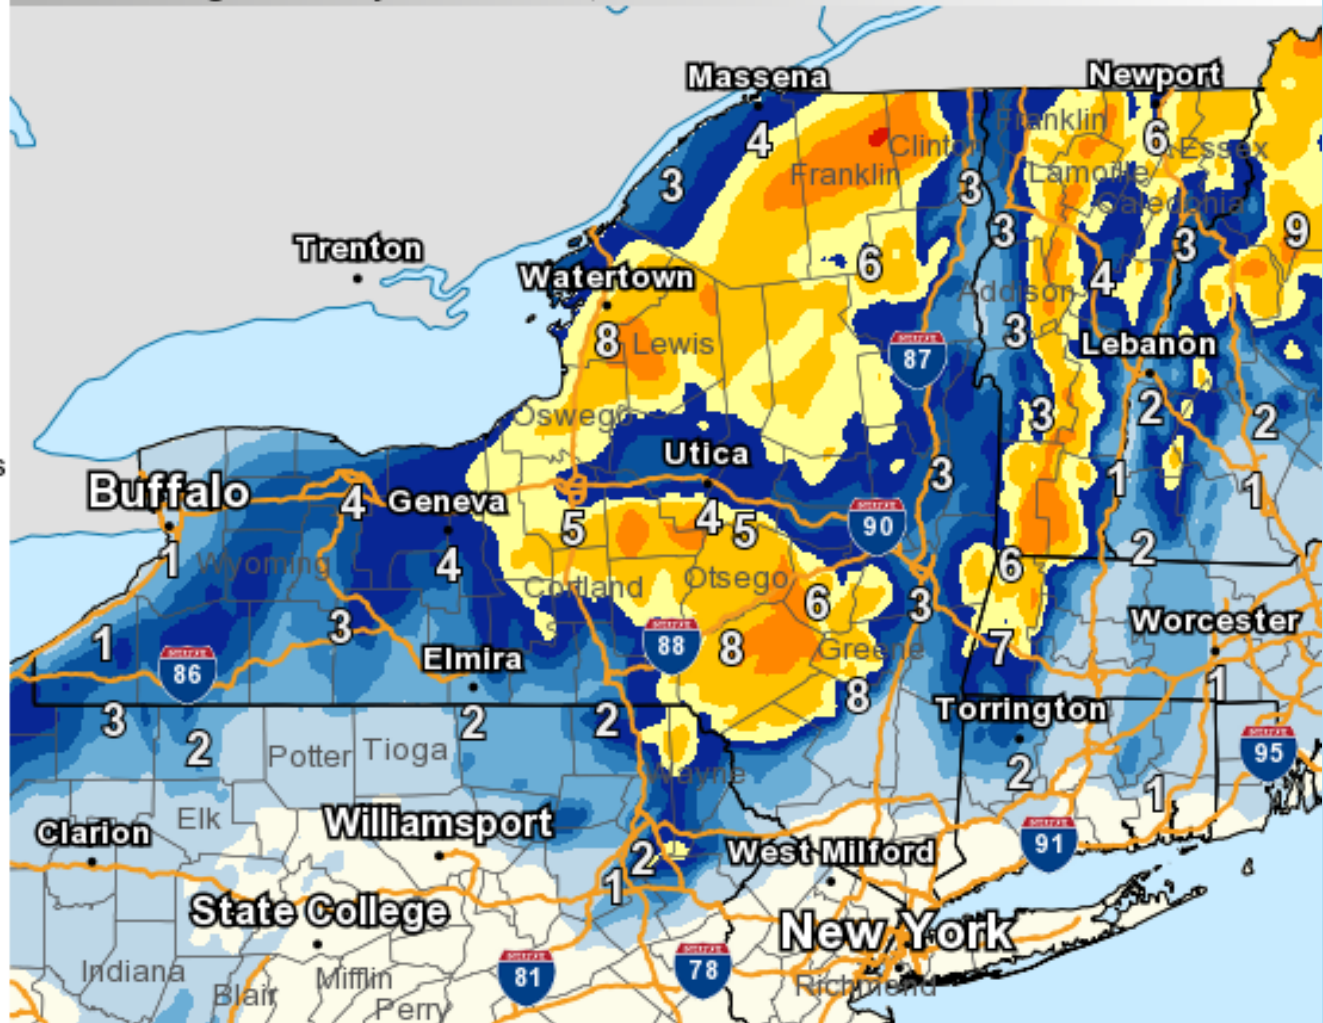 Massena
Newport
4
Franklin
6
Clinton
Essex
Franklin
Lamoille
3
3
Caledonia
Trenton
3
3
9
Watertown
6
4
Addison
8
Lewis
87
3
Lebanon
Oswego
3
2
2
Utica
Buffalo
4
Geneva
3
1
1
5
4
5
90
1
Wyoming
4
2
Cortland
Otsego
6
6
3
1
3
88
8
Greene
7
Worcester
86
Elmira
8
1
3
2
2
2
Torrington
Potter
Tioga
95
Wayne
2
1
Elk
Clarion
Williamsport
91
2
West Milford
1
State College
New York
Indiana
Mifflin
81
78
Blair
Perry
Richmond